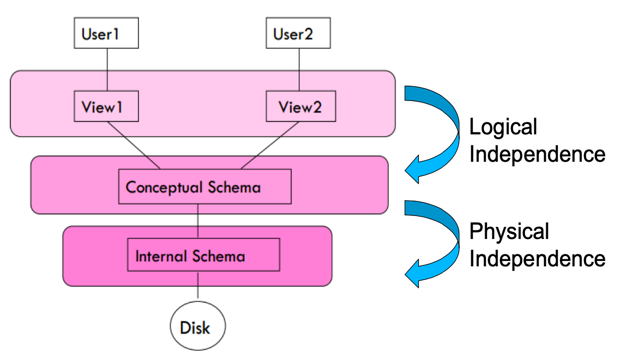 User1
User2
View1
View2
Logical
Independence
Conceptual Schema
Physical
Independence
Internal Schema
Disk